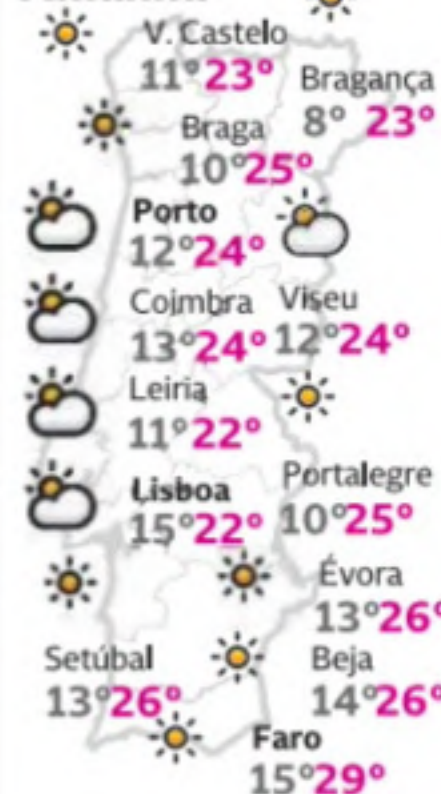 V. Castelo
11° 23°
Bragança
8° 23°
Braga
10° 25°
Porto
12° 24°
Coimbra
13° 24°
Viseu
12° 24°
Leiria
11° 22°
Lisboa
15° 22°
Portalegre
10° 25°
Évora
13° 26°
Setúbal
13° 26°
Beja
14° 26°
Faro
15° 29°